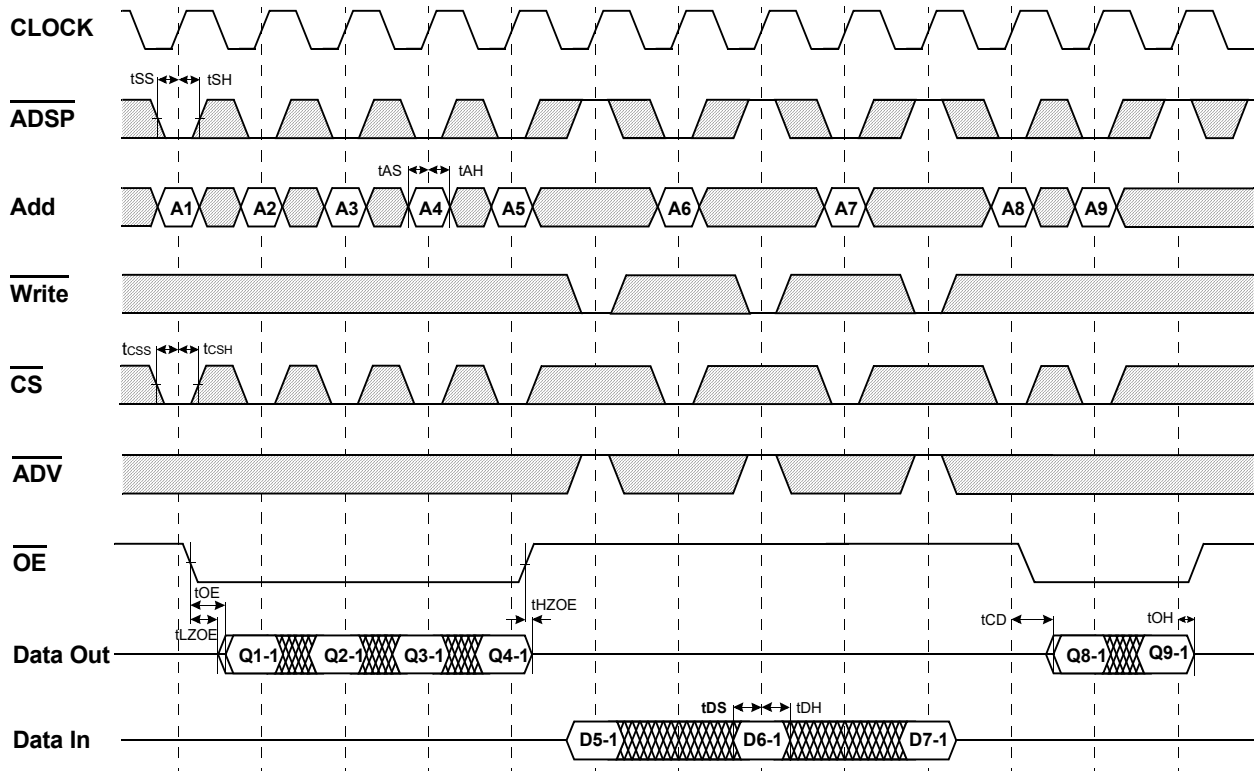 CLOCK
tSS tSH
ADSP
tAS tAH
Add A1 A2 A3 A4 A5 A6 A7 A8 A9
Write
tCSS tCSH
CS
ADV
OE
tOE tHZOE
tLZOE tCD tOH
Data Out Q1-1 Q2-1 Q3-1 Q4-1 Q8-1 Q9-1
tDS tDH
Data In D5-1 D6-1 D7-1